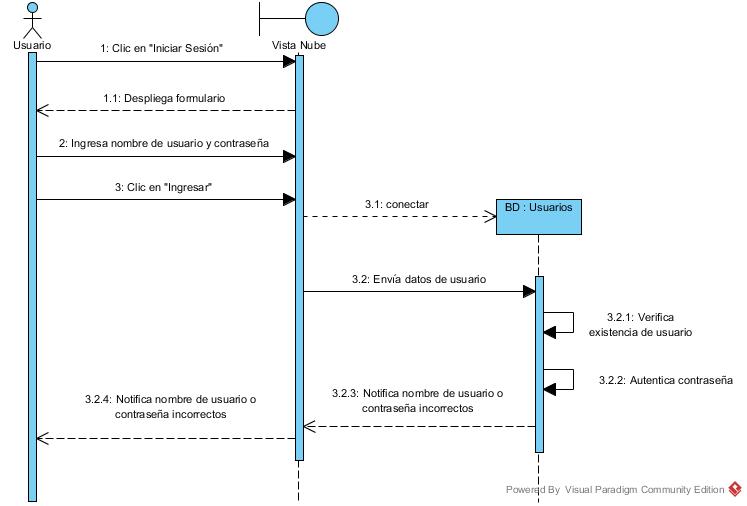 Usuario
Vista Nube
1: Clic en "Iniciar Sesión"
1.1: Despliega formulario
2: Ingresa nombre de usuario y contraseña
3: Clic en "Ingresar"
3.1: conectar
BD : Usuarios
3.2: Envía datos de usuario
3.2.1: Verifica
existencia de usuario
3.2.2: Autentica contraseña
3.2.3: Notifica nombre de usuario o
contraseña incorrectos
3.2.4: Notifica nombre de usuario o
contraseña incorrectos
Powered By Visual Paradigm Community Edition